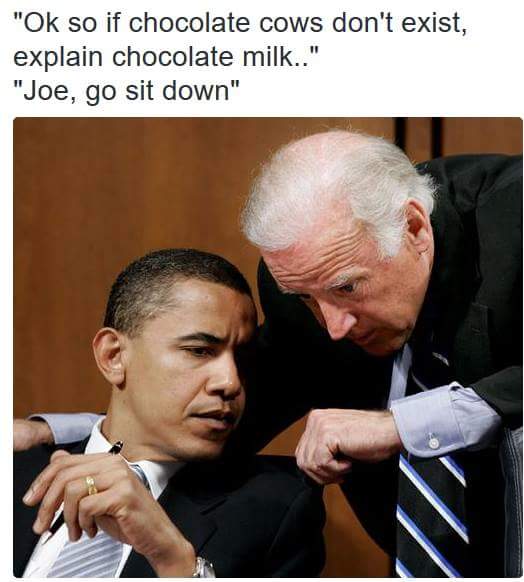 "Ok so if chocolate cows don't exist,
explain chocolate milk.."
"Joe, go sit down"